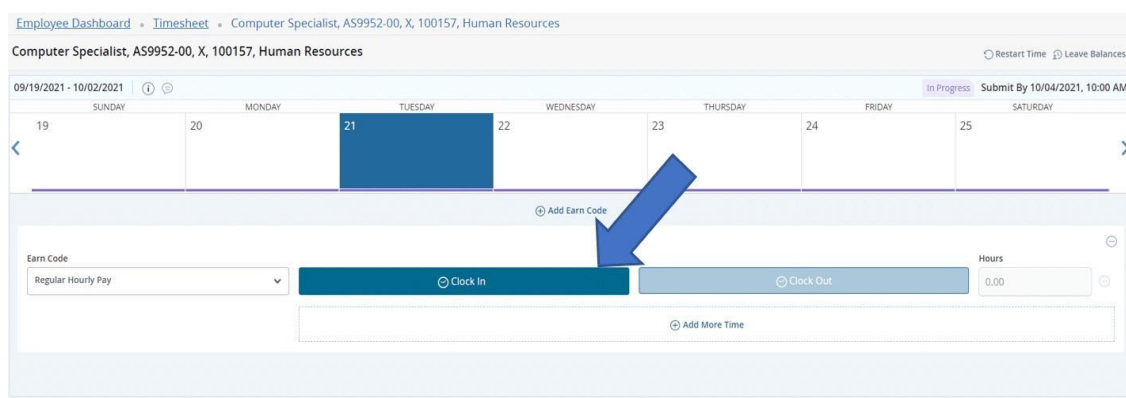 Employee Dashboard • Timesheet • Computer Specialist, AS9952-00, X, 100157, Human Resources
Computer Specialist, AS9952-00, X, 100157, Human Resources
Restart Time Leave Balances
09/19/2021 - 10/02/2021
In Progress Submit By 10/04/2021, 10:00 AM
SUNDAY MONDAY TUESDAY WEDNESDAY THURSDAY FRIDAY SATURDAY
19 20 21 22 23 24 25
Add Earn Code
Earn Code Hours
Regular Hourly Pay Clock In Clock Out 0.00
Add More Time